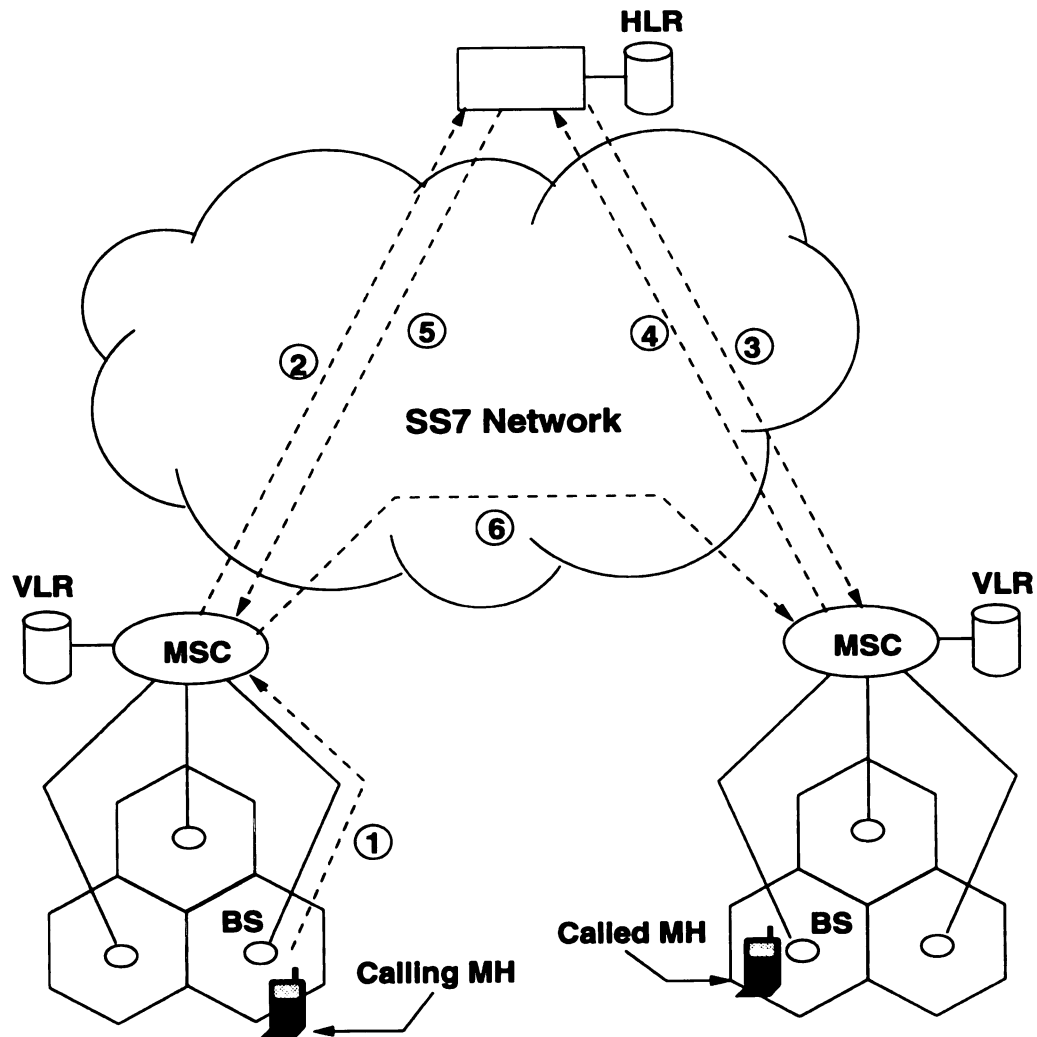 HLR
5
4
3
2
SS7 Network
6
VLR
VLR
MSC
MSC
1
BS
Called MH
BS
Calling MH